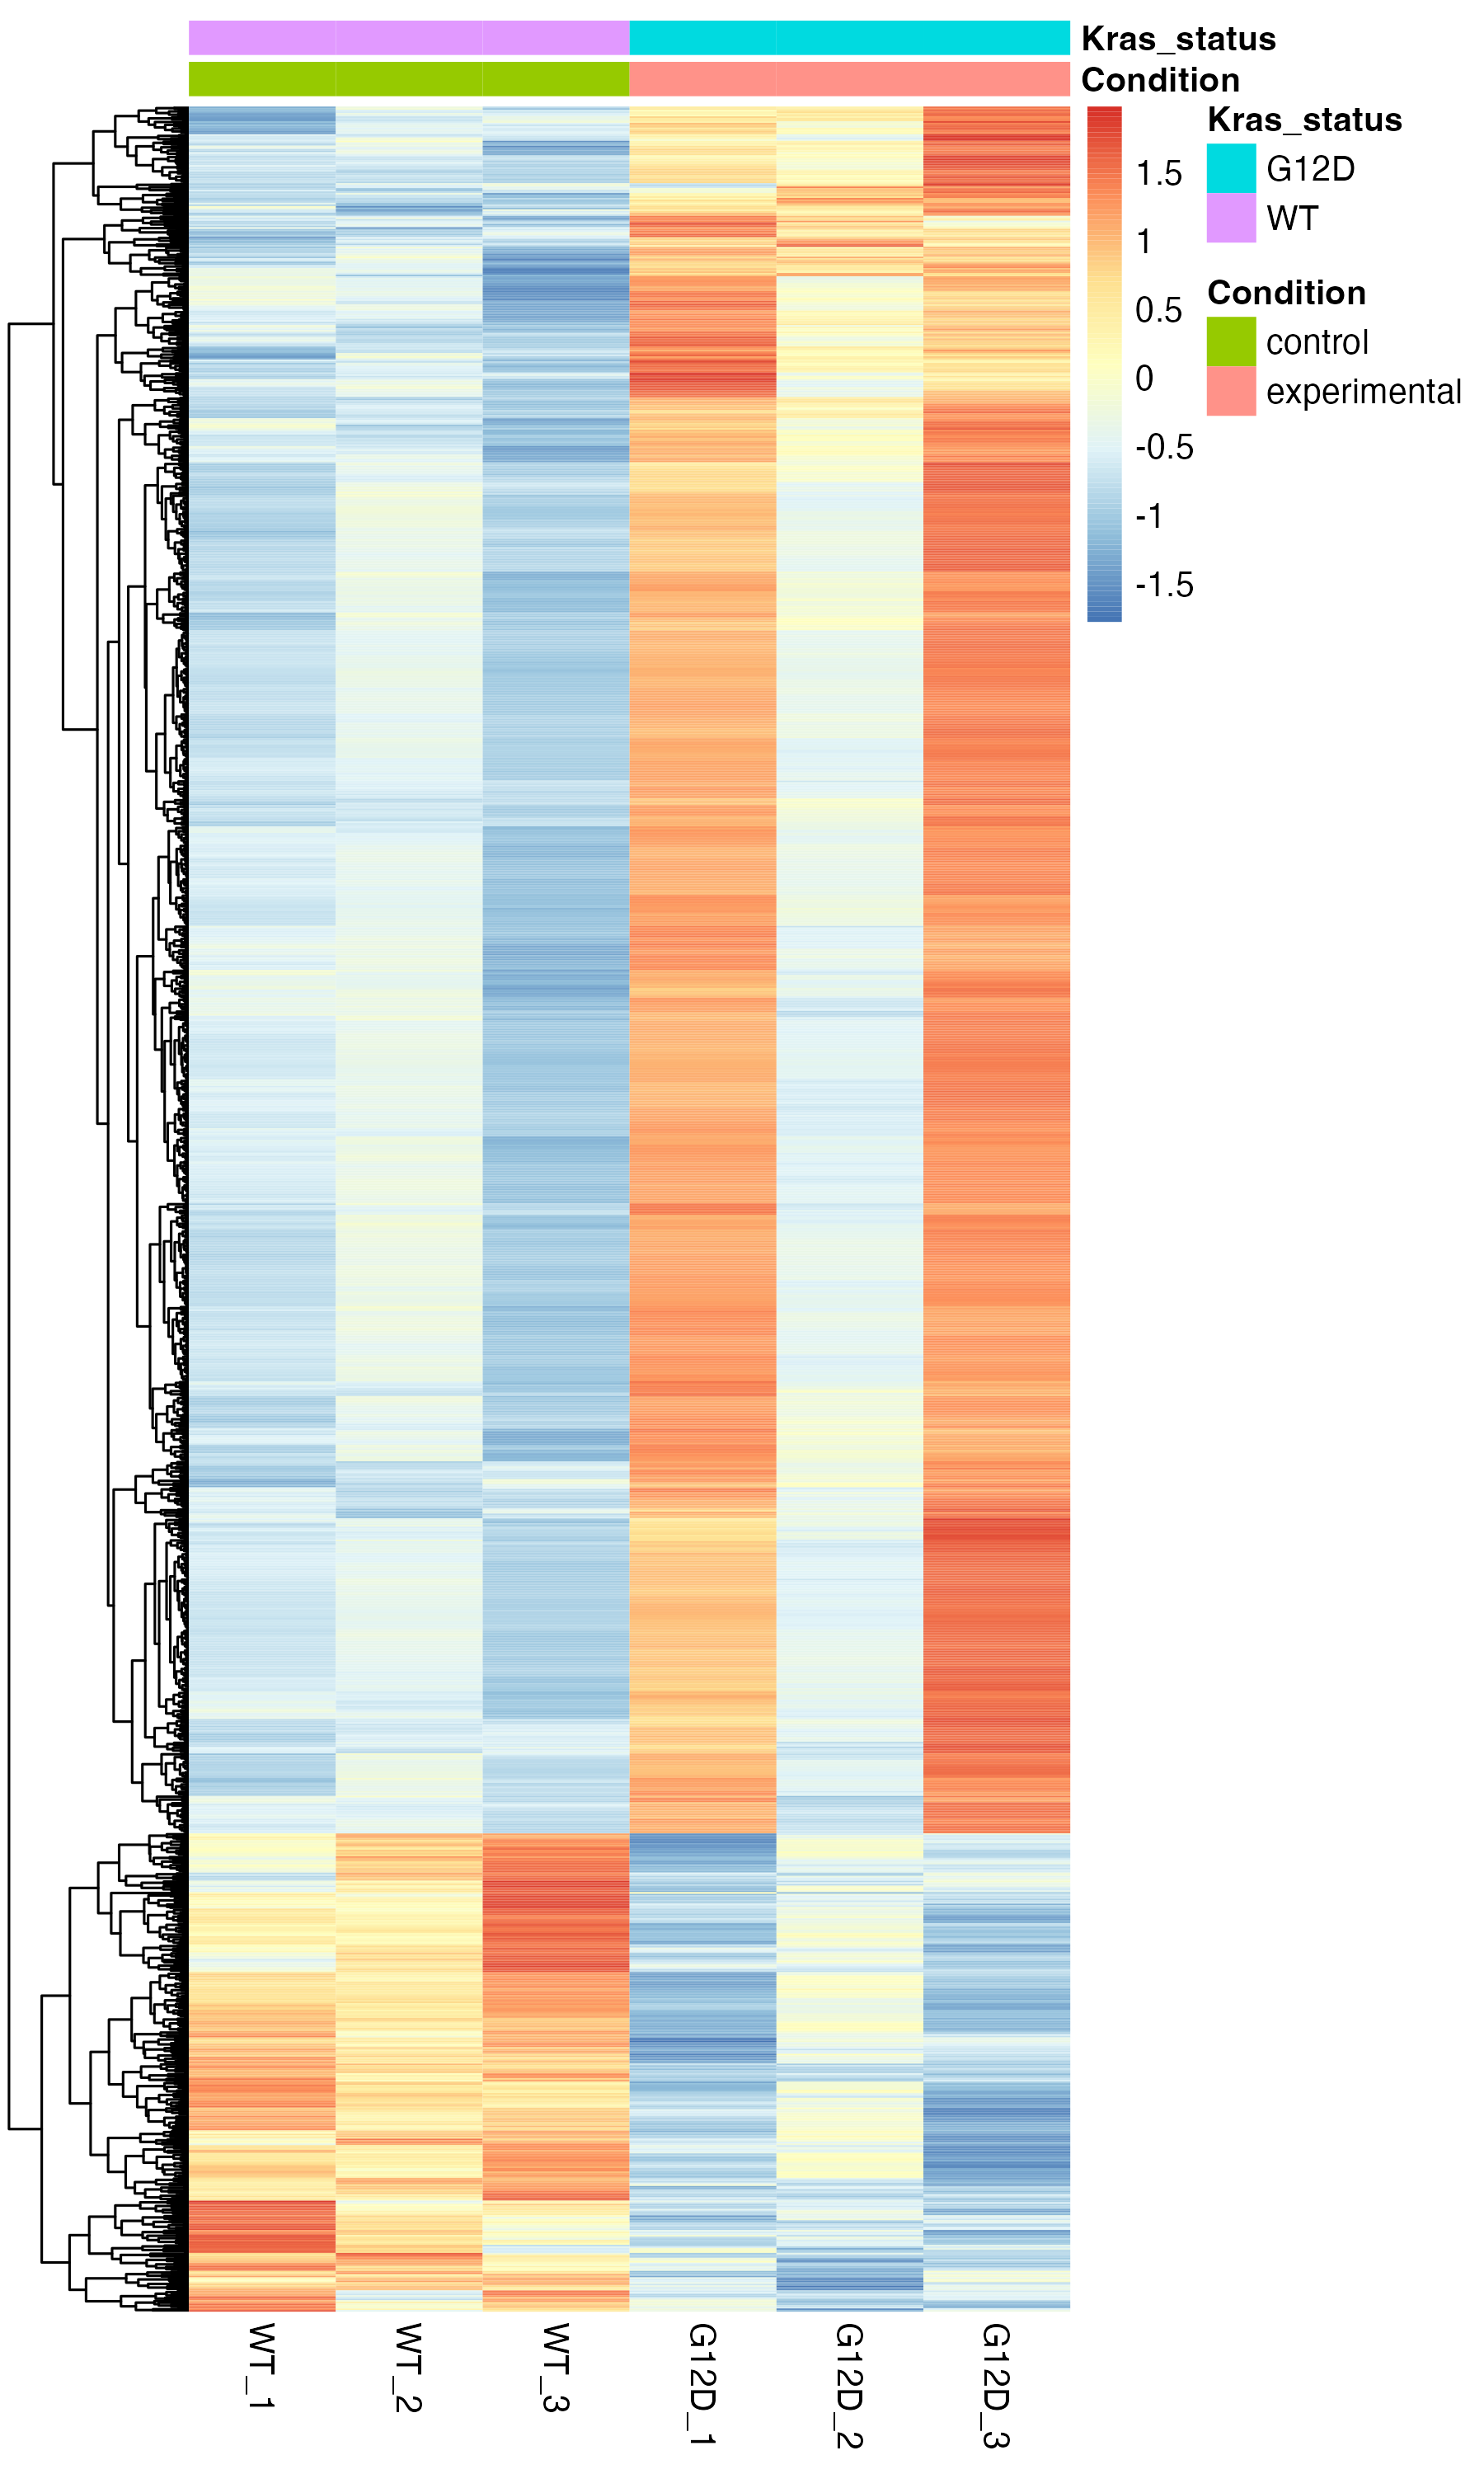 Kras_status
Condition
1.5
1
0.5
0
-0.5
-1
-1.5
Kras_status
G12D
WT
Condition
control
experimental
WT_1
WT_2
WT_3
G12D_1
G12D_2
G12D_3